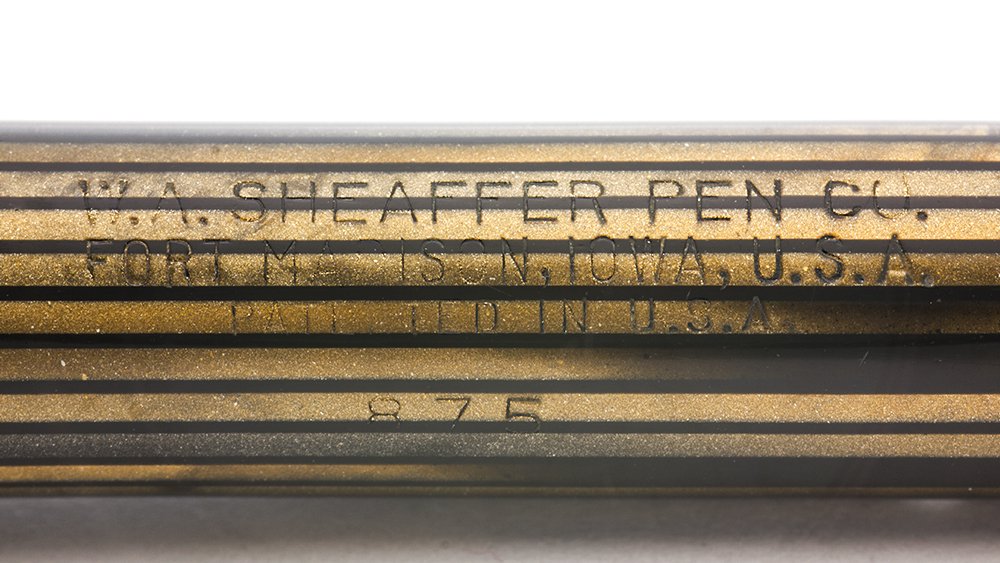 W.A. SHEAFFER PEN CO.
FORT MADISON, IOWA, U.S.A.
PATENTED IN U.S.A.
875